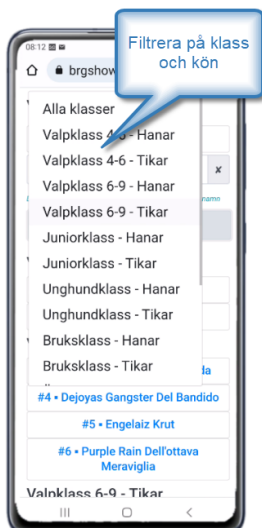 Filtrera på klass
och kön
08:12
brgshow
Alla klasser
Valpklass 4-6 - Hanar
Valpklass 4-6 - Tikar
Valpklass 6-9 - Hanar
Valpklass 6-9 - Tikar
Juniorklass - Hanar
Juniorklass - Tikar
Unghundklass - Hanar
Unghundklass - Tikar
Bruksklass - Hanar
Bruksklass - Tikar
#4 • Dejoyas Gangster Del Bandido
#5 • Engelaiz Krut
#6 • Purple Rain Dell'ottava
Meraviglia
Valpklass 6-9 - Tikar